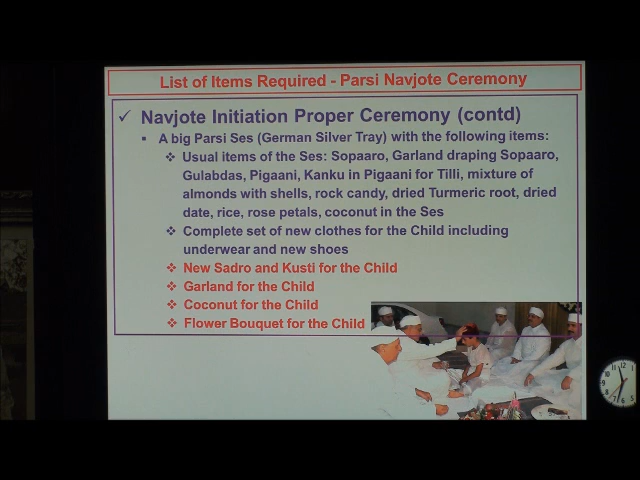 List of Items Required - Parsi Navjote Ceremony
✓ Navjote Initiation Proper Ceremony (contd)
▪ A big Parsi Ses (German Silver Tray) with the following items:
❖ Usual items of the Ses: Sopaaro, Garland draping Sopaaro,
Gulabdas, Pigaani, Kanku in Pigaani for Tilli, mixture of
almonds with shells, rock candy, dried Turmeric root, dried
date, rice, rose petals, coconut in the Ses
❖ Complete set of new clothes for the Child including
underwear and new shoes
❖ New Sadro and Kusti for the Child
❖ Garland for the Child
❖ Coconut for the Child
❖ Flower Bouquet for the Child